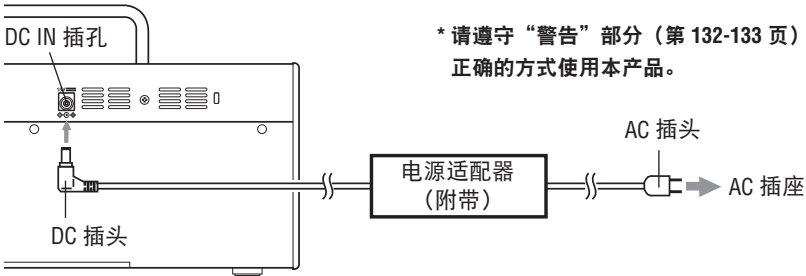 DC IN 插孔
* 请遵守“警告”部分（第 132-133 页）
正确的方式使用本产品。
AC 插头
电源适配器
（附带）
AC 插座
DC 插头